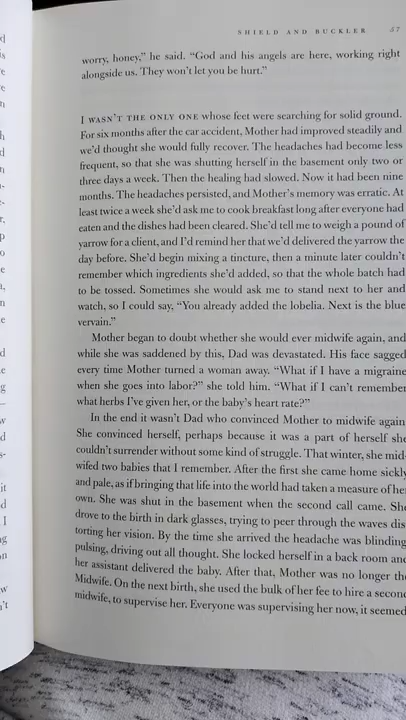 SHIELD AND BUCKLER 57
worry, honey," he said. "God and his angels are here, working right
alongside us. They won't let you be hurt."
I WASN'T THE ONLY ONE whose feet were searching for solid ground.
For six months after the car accident, Mother had improved steadily and
we'd thought she would fully recover. The headaches had become less
frequent, so that she was shutting herself in the basement only two or
three days a week. Then the healing had slowed. Now it had been nine
months. The headaches persisted, and Mother's memory was erratic. At
least twice a week she'd ask me to cook breakfast long after everyone had
eaten and the dishes had been cleared. She'd tell me to weigh a pound of
yarrow for a client, and I'd remind her that we'd delivered the yarrow the
day before. She'd begin mixing a tincture, then a minute later couldn't
remember which ingredients she'd added, so that the whole batch had
to be tossed. Sometimes she would ask me to stand next to her and
watch, so I could say, "You already added the lobelia. Next is the blue
vervain."
Mother began to doubt whether she would ever midwife again, and
while she was saddened by this, Dad was devastated. His face sagged
every time Mother turned a woman away. "What if I have a migraine
when she goes into labor?" she told him. "What if I can't remember
what herbs I've given her, or the baby's heart rate?"
In the end it wasn't Dad who convinced Mother to midwife again.
She convinced herself, perhaps because it was a part of herself she
couldn't surrender without some kind of struggle. That winter, she mid-
wifed two babies that I remember. After the first she came home sickly
and pale, as if bringing that life into the world had taken a measure of her
own. She was shut in the basement when the second call came. She
drove to the birth in dark glasses, trying to peer through the waves dis-
torting her vision. By the time she arrived the headache was blinding,
pulsing, driving out all thought. She locked herself in a back room and
her assistant delivered the baby. After that, Mother was no longer the
Midwife. On the next birth, she used the bulk of her fee to hire a second
midwife, to supervise her. Everyone was supervising her now, it seemed